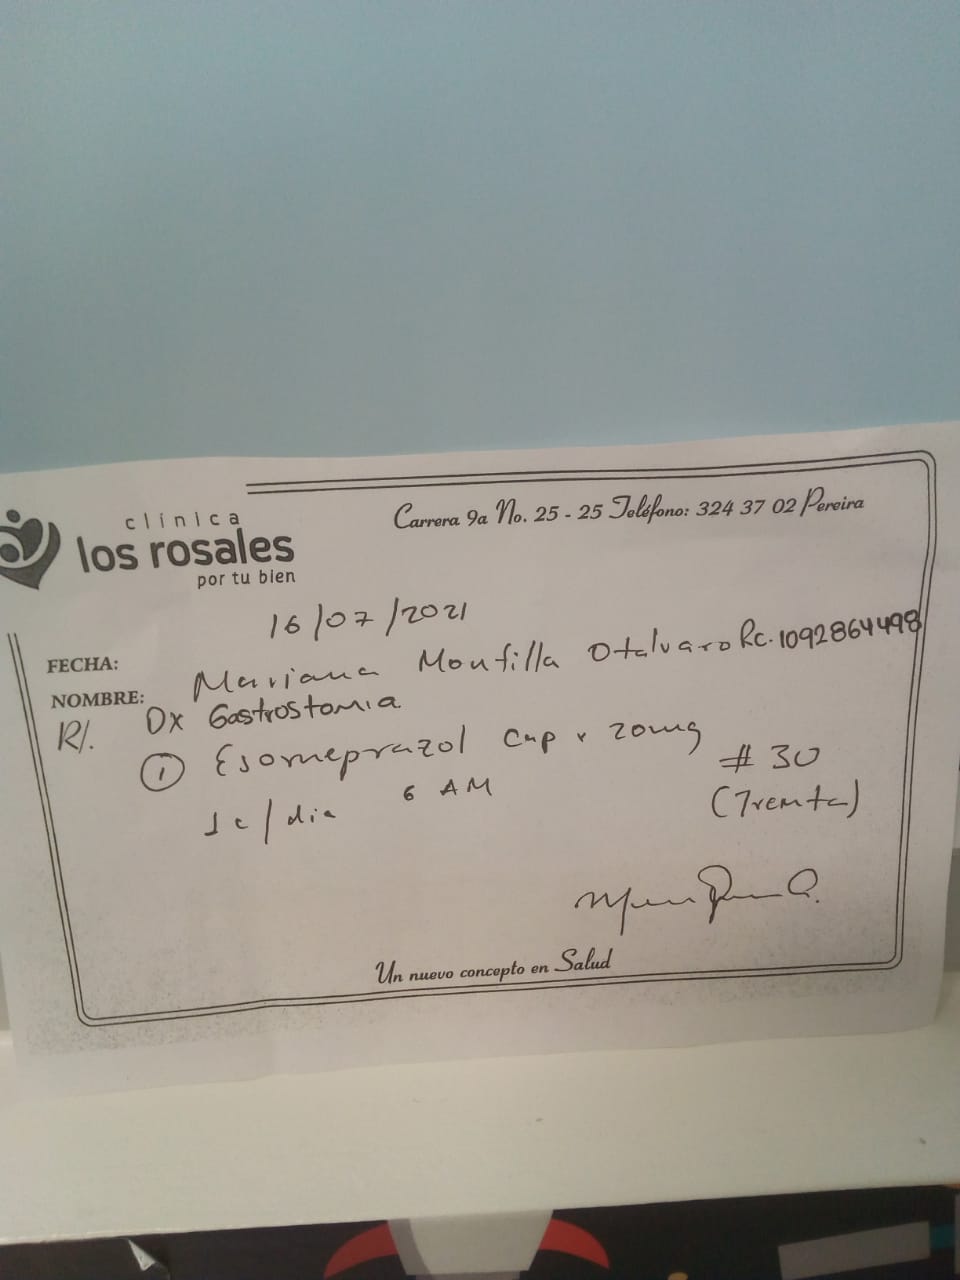 clínica
los rosales
por tu bien
Carrera 9a No. 25 - 25 Teléfono: 324 37 02 Pereira
FECHA: 16/07/2021
NOMBRE: Mariana Montilla Otalvaro Rc. 1092864498
R/. DX Gastrostomia
① Esomeprazol cap x 20mg
# 30
1c/dia 6 AM
(Treinta)
Un nuevo concepto en Salud